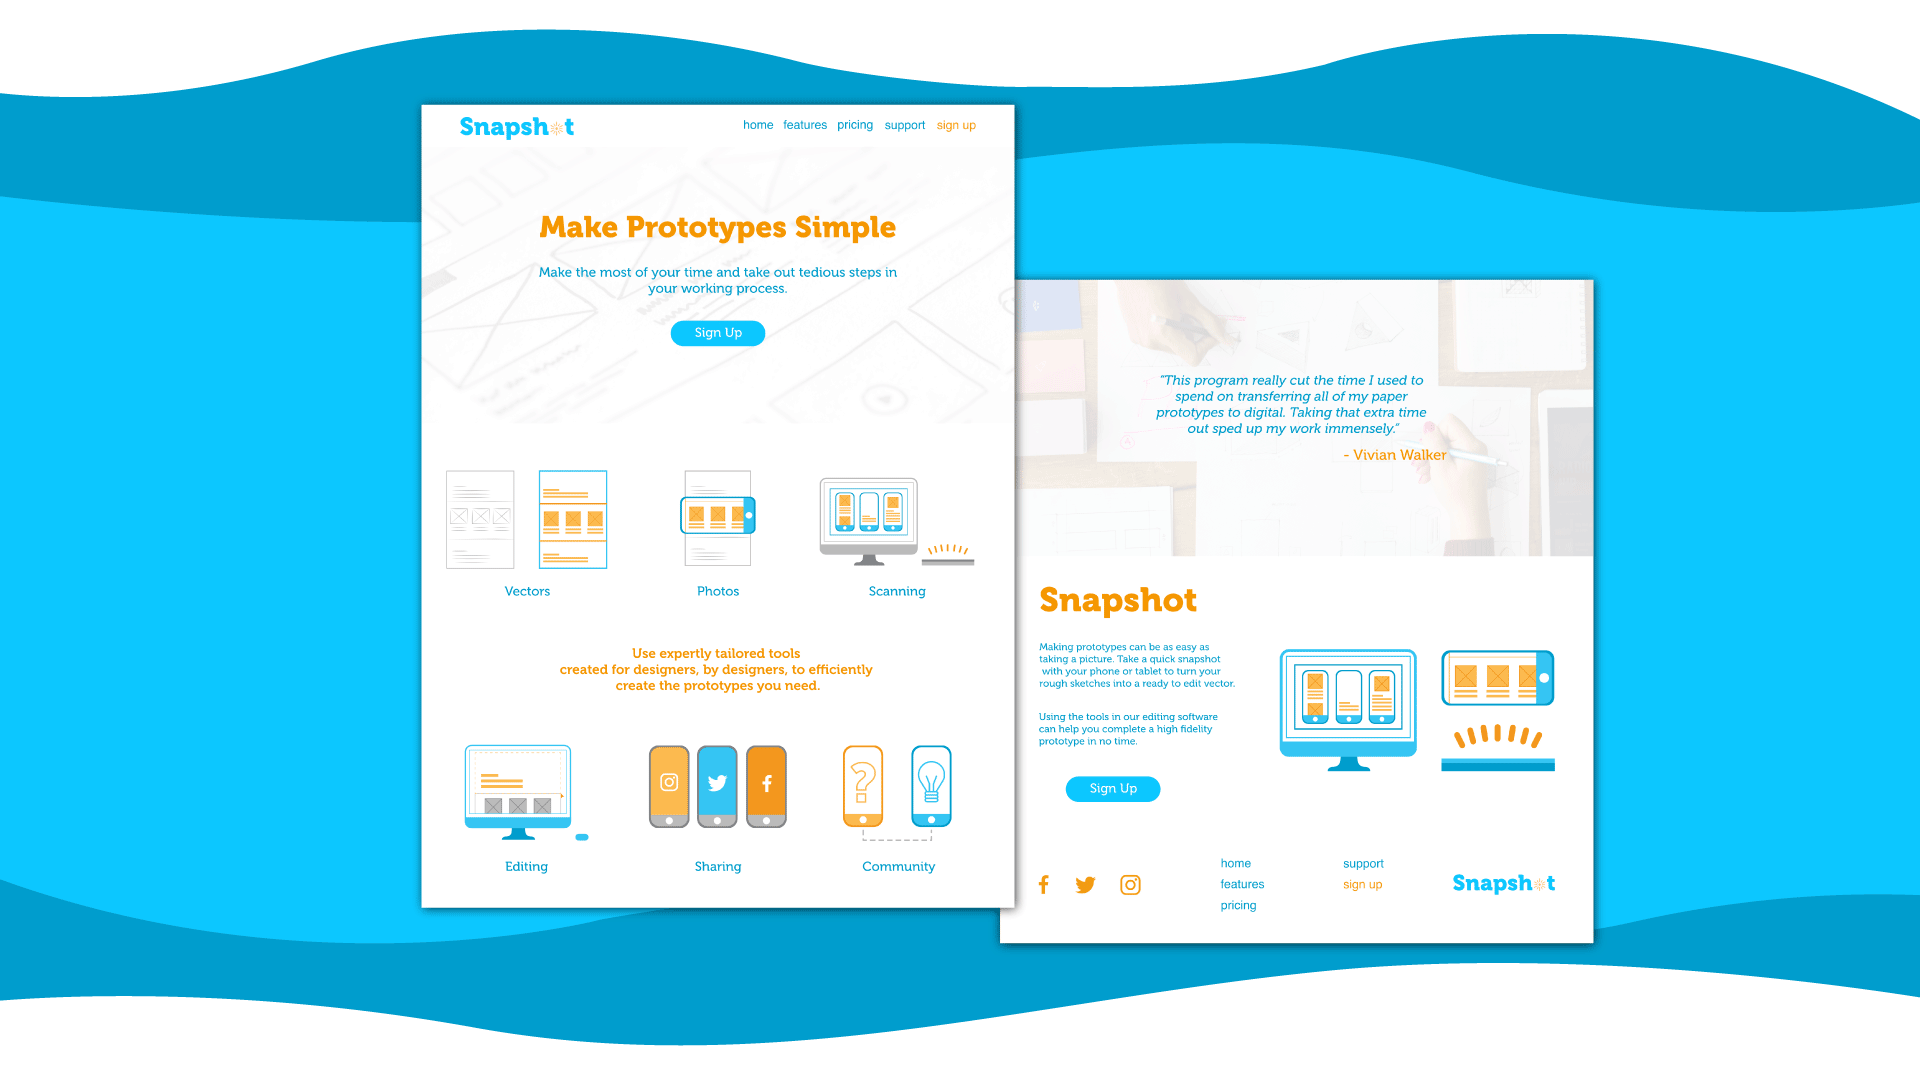 Snapshot
home features pricing support sign up
Make Prototypes Simple
Make the most of your time and take out tedious steps in
your working process.
Sign Up
Vectors
Photos
Scanning
Use expertly tailored tools
created for designers, by designers, to efficiently
create the prototypes you need.
Editing
Sharing
Community
“This program really cut the time I used to
spend on transferring all of my paper
prototypes to digital. Taking that extra time
out sped up my work immensely.”
- Vivian Walker
Snapshot
Making prototypes can be as easy as
taking a picture. Take a quick snapshot
with your phone or tablet to turn your
rough sketches into a ready to edit vector.
Using the tools in our editing software
can help you complete a high fidelity
prototype in no time.
Sign Up
home
features
pricing
support
sign up
Snapshot